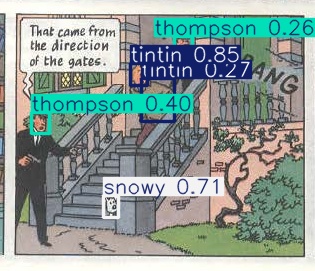 That came from
the direction
of the gates.
thompson 0.26
tintin 0.85
tintin 0.27
ANG
thompson 0.40
snowy 0.71